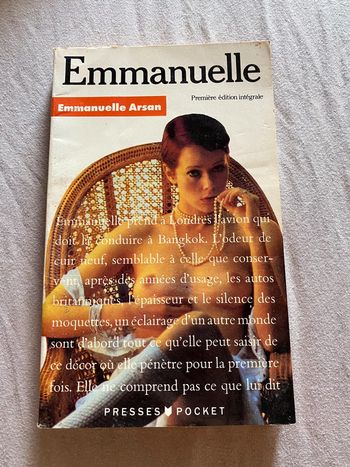 Emmanuelle
Emmanuelle Arsan
Première édition intégrale
Emmanuelle prend à Londres l'avion qui
doit la conduire à Bangkok. L'odeur de
cuir neuf, semblable à celle que conser-
vent, après des années d'usage, les autos
britanniques, l'épaisseur et le silence des
moquettes, un éclairage d'un autre monde
sont d'abord tout ce qu'elle peut saisir de
ce décor où elle pénètre pour la première
fois. Elle ne comprend pas ce que lui dit
PRESSES POCKET